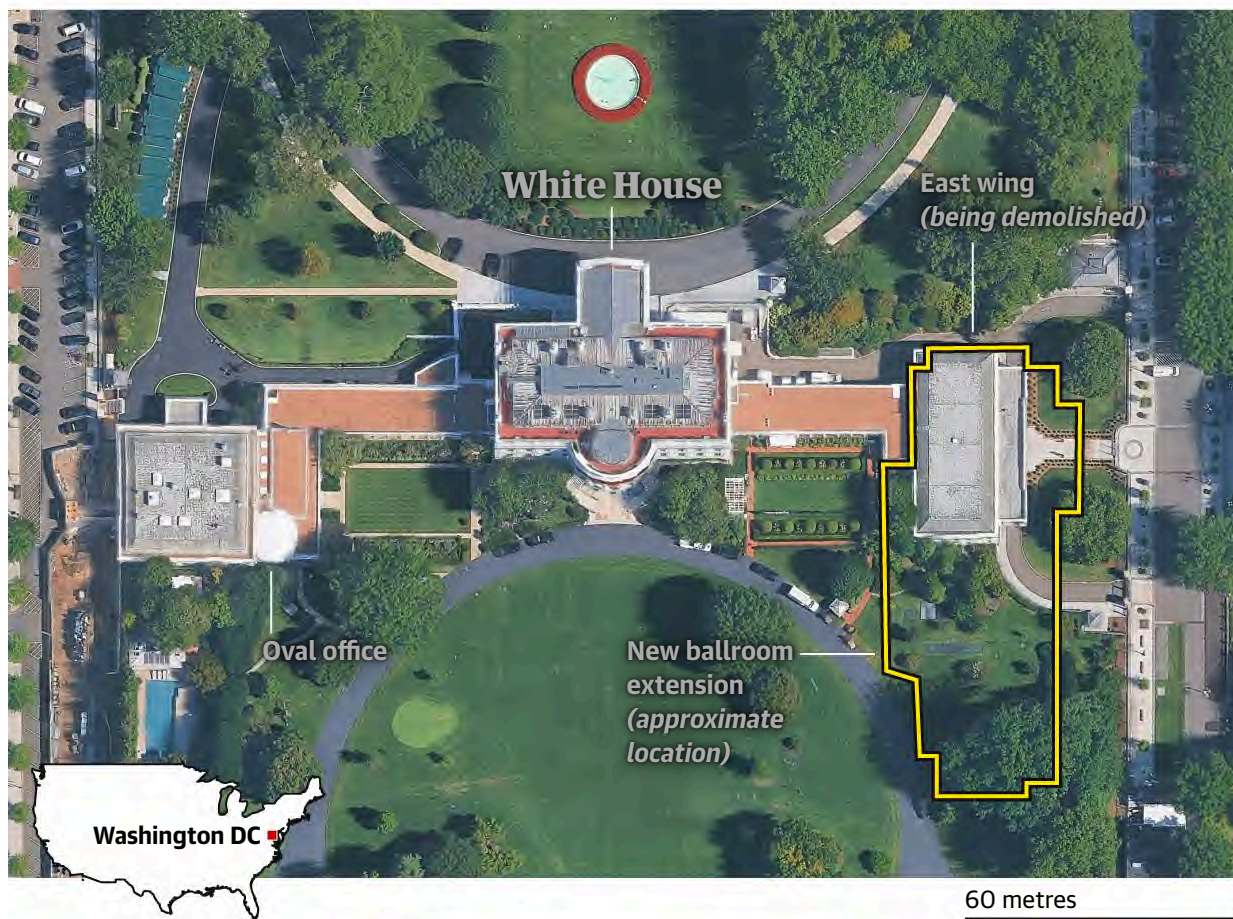 White House
East wing
(being demolished)
Oval office
New ballroom
extension
(approximate
location)
Washington DC
60 metres